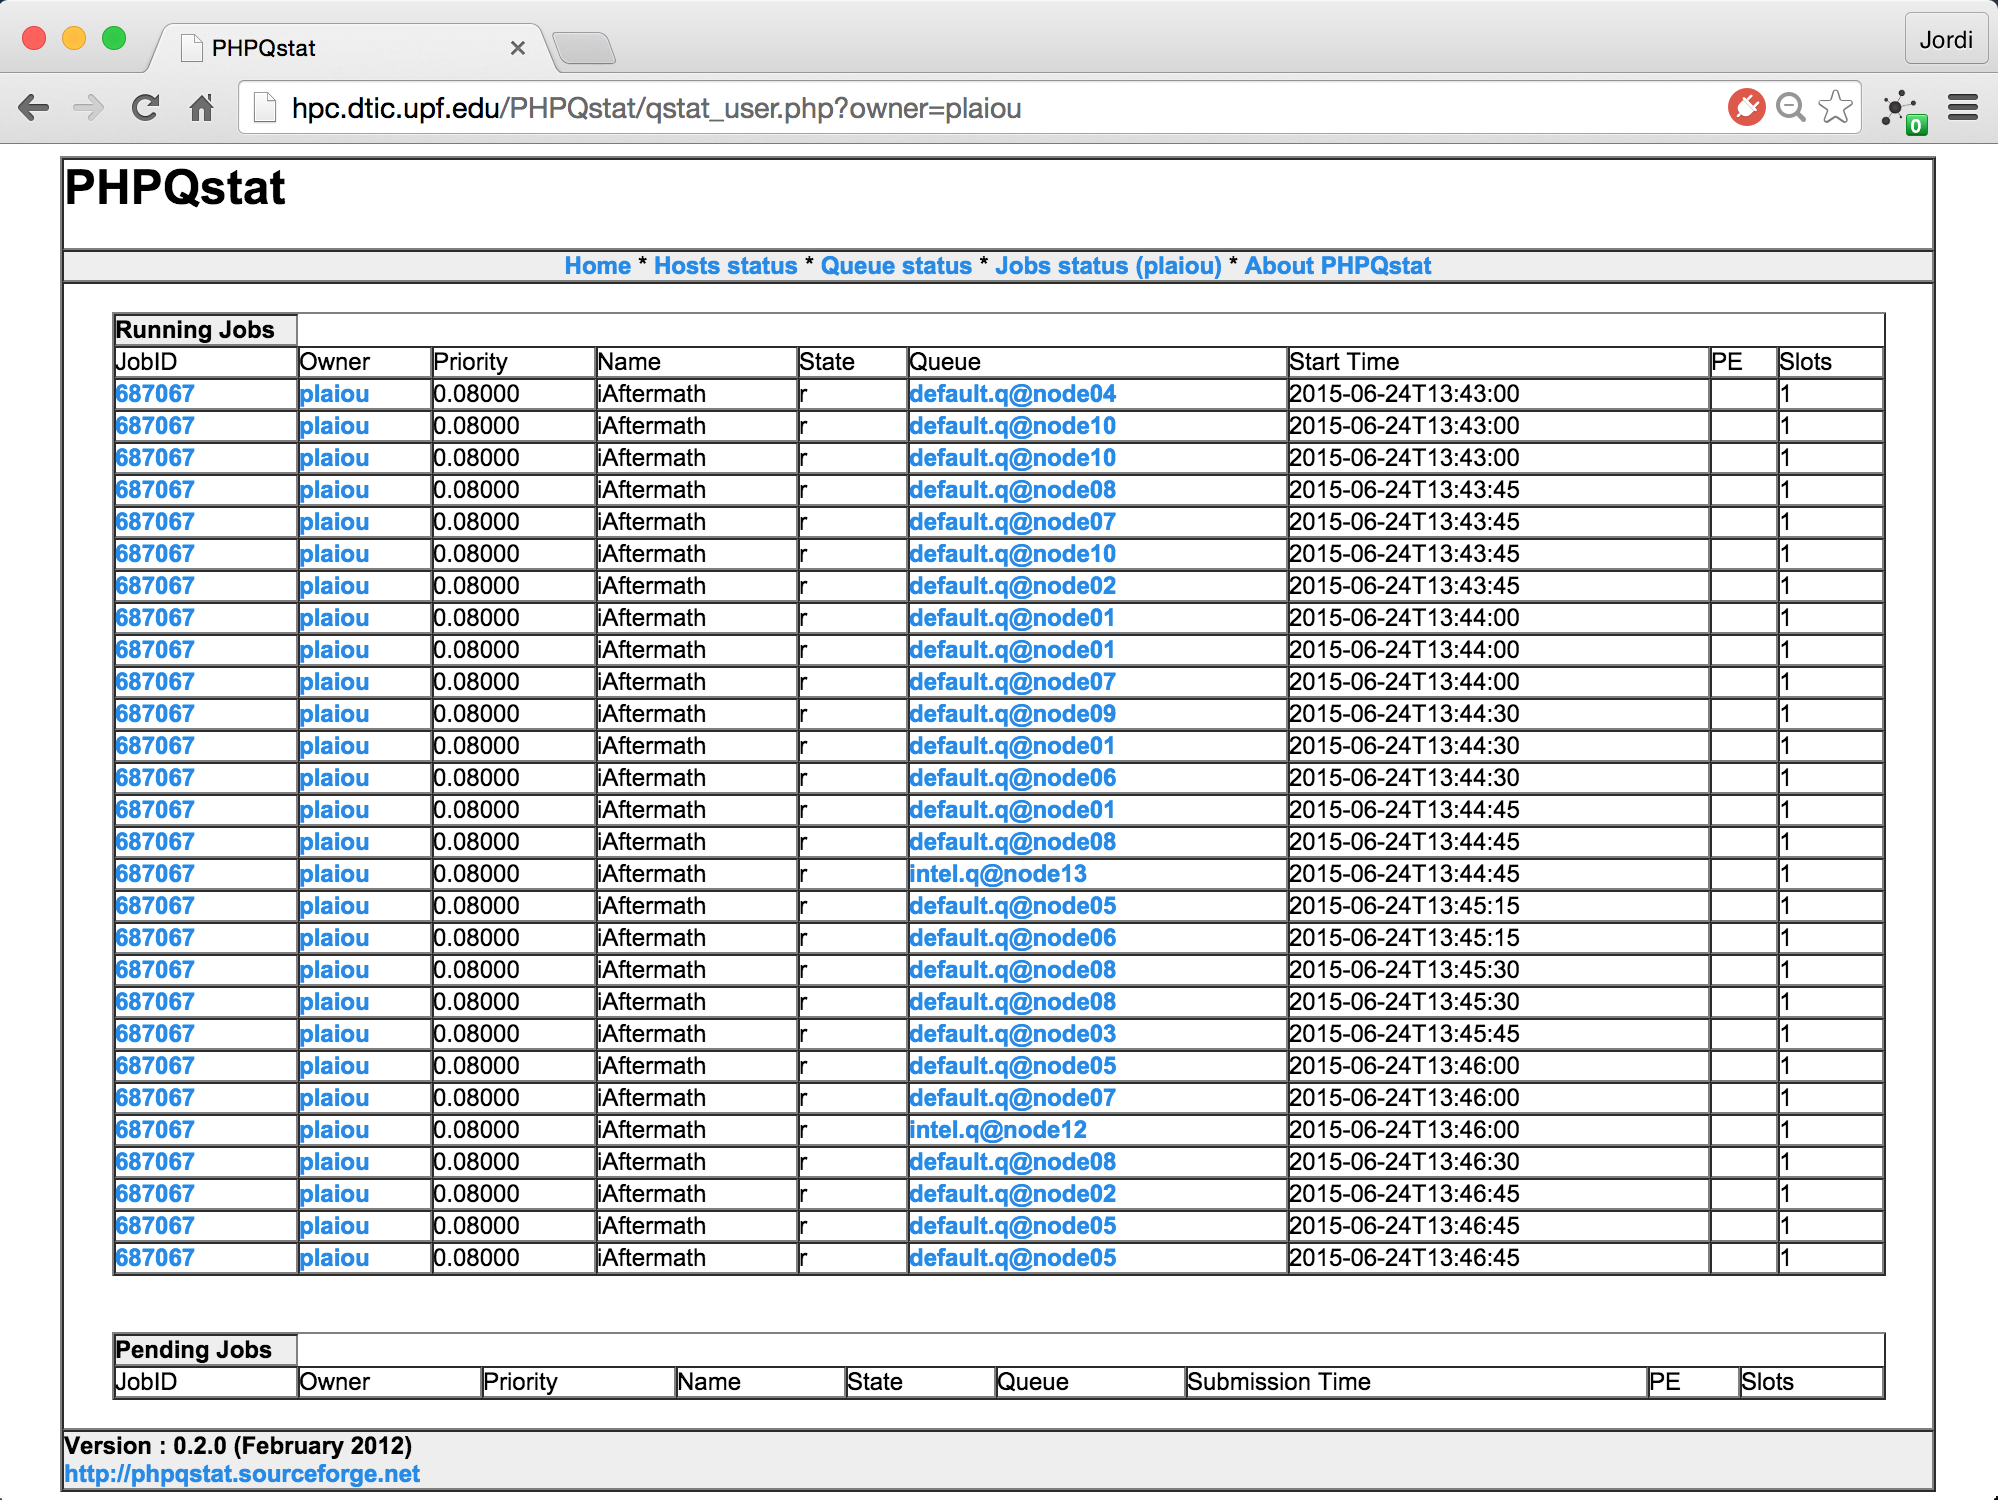 PHPQstat
Jordi
hpc.dtic.upf.edu/PHPQstat/qstat_user.php?owner=plaiou
0
PHPQstat
Home * Hosts status * Queue status * Jobs status (plaiou) * About PHPQstat
Running Jobs
JobID Owner Priority Name State Queue Start Time PE Slots
687067 plaiou 0.08000 iAftermath r default.q@node04 2015-06-24T13:43:00 1
687067 plaiou 0.08000 iAftermath r default.q@node10 2015-06-24T13:43:00 1
687067 plaiou 0.08000 iAftermath r default.q@node10 2015-06-24T13:43:00 1
687067 plaiou 0.08000 iAftermath r default.q@node08 2015-06-24T13:43:45 1
687067 plaiou 0.08000 iAftermath r default.q@node07 2015-06-24T13:43:45 1
687067 plaiou 0.08000 iAftermath r default.q@node10 2015-06-24T13:43:45 1
687067 plaiou 0.08000 iAftermath r default.q@node02 2015-06-24T13:43:45 1
687067 plaiou 0.08000 iAftermath r default.q@node01 2015-06-24T13:44:00 1
687067 plaiou 0.08000 iAftermath r default.q@node01 2015-06-24T13:44:00 1
687067 plaiou 0.08000 iAftermath r default.q@node07 2015-06-24T13:44:00 1
687067 plaiou 0.08000 iAftermath r default.q@node09 2015-06-24T13:44:30 1
687067 plaiou 0.08000 iAftermath r default.q@node01 2015-06-24T13:44:30 1
687067 plaiou 0.08000 iAftermath r default.q@node06 2015-06-24T13:44:30 1
687067 plaiou 0.08000 iAftermath r default.q@node01 2015-06-24T13:44:45 1
687067 plaiou 0.08000 iAftermath r default.q@node08 2015-06-24T13:44:45 1
687067 plaiou 0.08000 iAftermath r intel.q@node13 2015-06-24T13:44:45 1
687067 plaiou 0.08000 iAftermath r default.q@node05 2015-06-24T13:45:15 1
687067 plaiou 0.08000 iAftermath r default.q@node06 2015-06-24T13:45:15 1
687067 plaiou 0.08000 iAftermath r default.q@node08 2015-06-24T13:45:30 1
687067 plaiou 0.08000 iAftermath r default.q@node08 2015-06-24T13:45:30 1
687067 plaiou 0.08000 iAftermath r default.q@node03 2015-06-24T13:45:45 1
687067 plaiou 0.08000 iAftermath r default.q@node05 2015-06-24T13:46:00 1
687067 plaiou 0.08000 iAftermath r default.q@node07 2015-06-24T13:46:00 1
687067 plaiou 0.08000 iAftermath r intel.q@node12 2015-06-24T13:46:00 1
687067 plaiou 0.08000 iAftermath r default.q@node08 2015-06-24T13:46:30 1
687067 plaiou 0.08000 iAftermath r default.q@node02 2015-06-24T13:46:45 1
687067 plaiou 0.08000 iAftermath r default.q@node05 2015-06-24T13:46:45 1
687067 plaiou 0.08000 iAftermath r default.q@node05 2015-06-24T13:46:45 1
Pending Jobs
JobID Owner Priority Name State Queue Submission Time PE Slots
Version : 0.2.0 (February 2012)
http://phpqstat.sourceforge.net